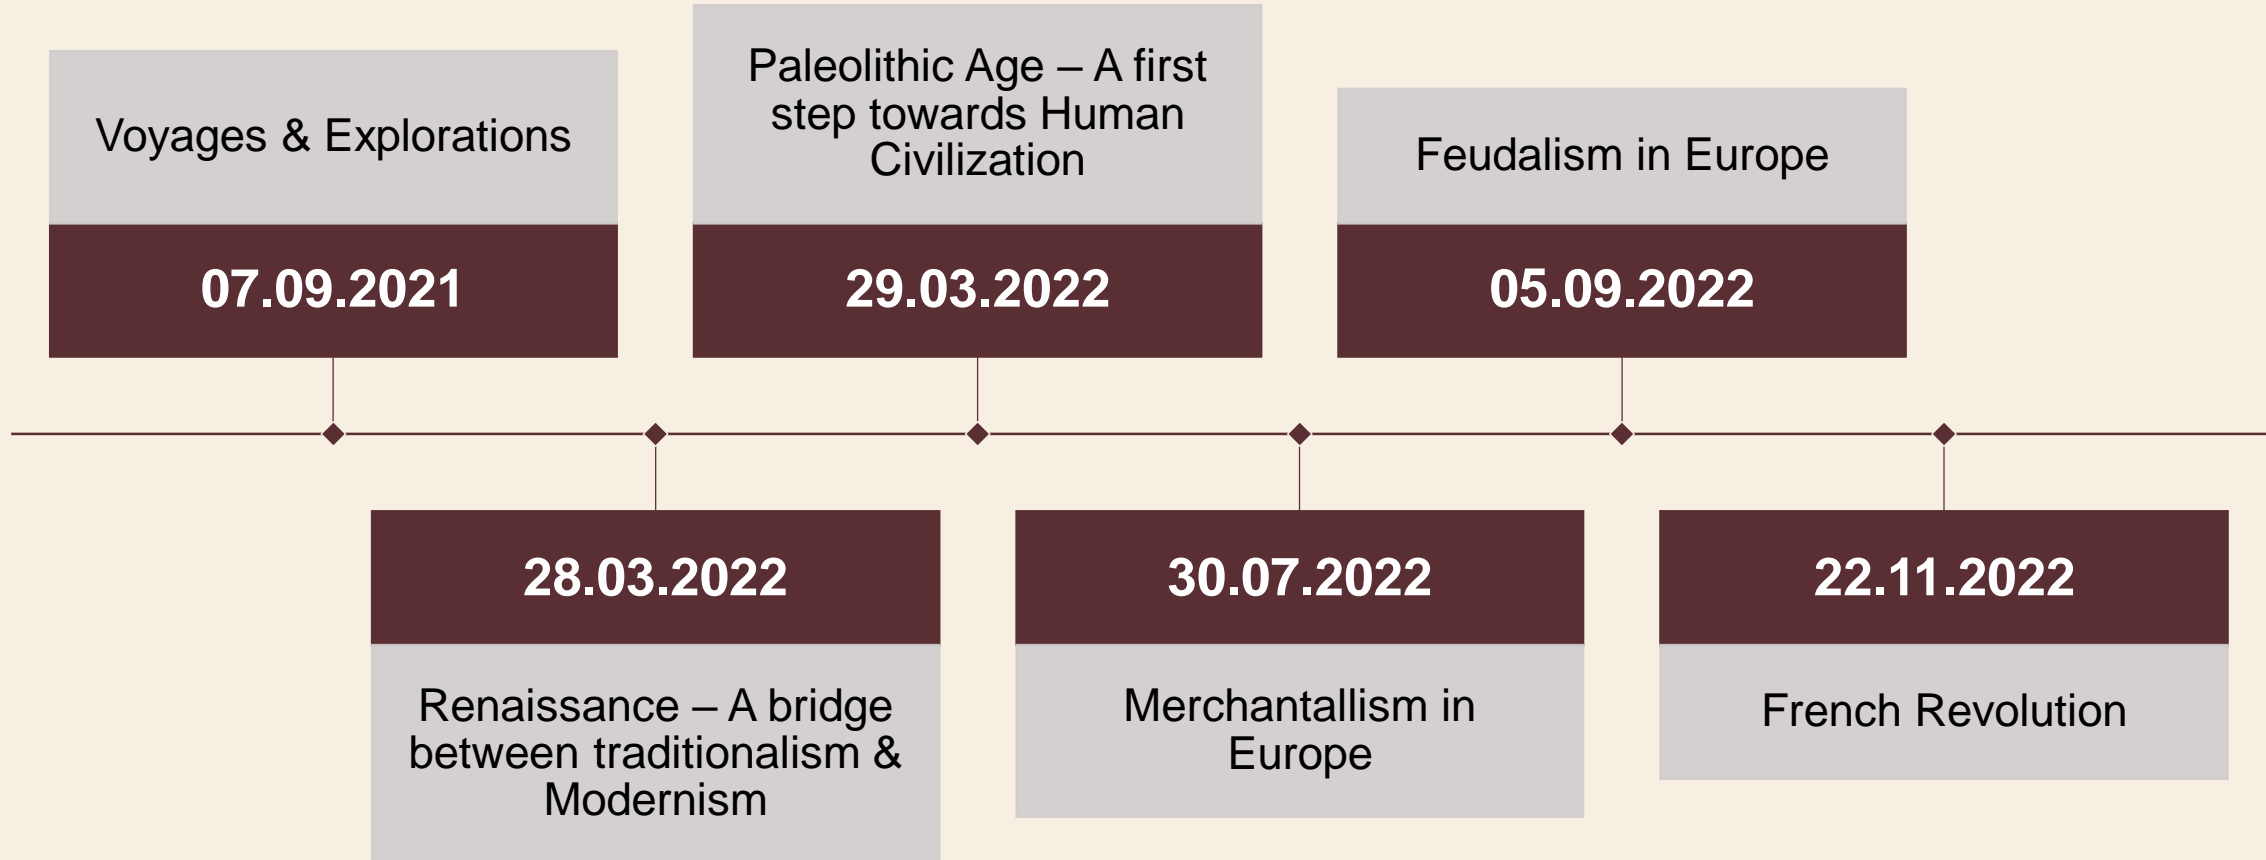 Voyages & Explorations
07.09.2021
28.03.2022
Renaissance – A bridge
between traditionalism &
Modernism
Paleolithic Age – A first
step towards Human
Civilization
29.03.2022
30.07.2022
Merchantallism in
Europe
Feudalism in Europe
05.09.2022
22.11.2022
French Revolution